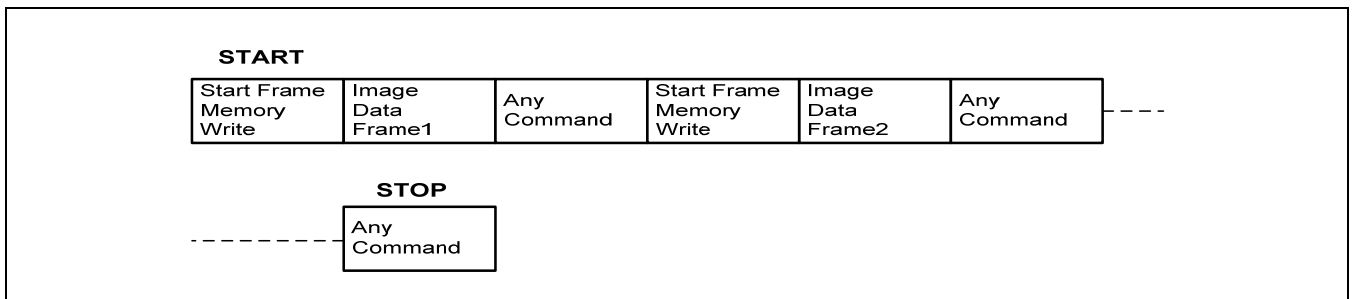 START
Start Frame
Memory
Write
Image
Data
Frame1
Any
Command
Start Frame
Memory
Write
Image
Data
Frame2
Any
Command
STOP
Any
Command